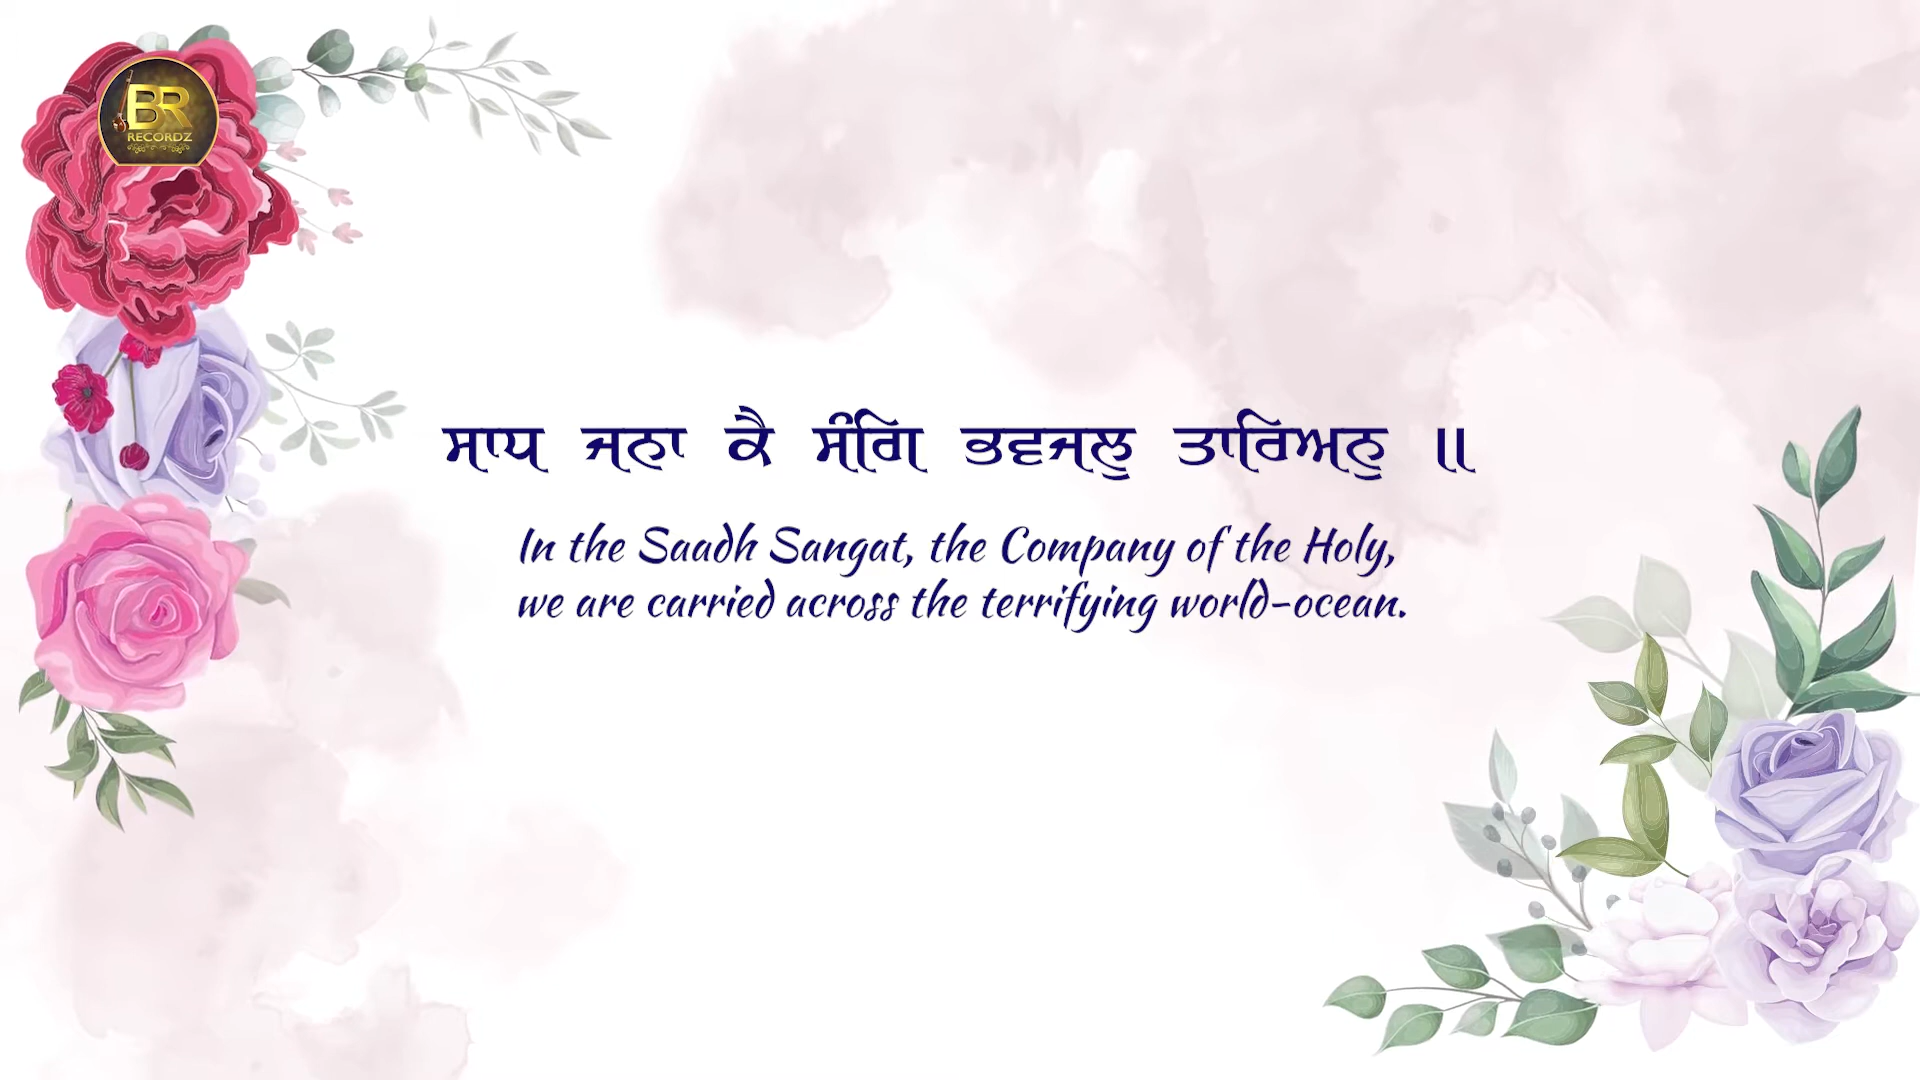 BR
RECORDZ
ਸਾਧ ਜਨਾ ਕੈ ਸੰਗਿ ਭਵਜਲੁ ਤਾਰਿਅਨੁ ॥
In the Saadh Sangat, the Company of the Holy,
we are carried across the terrifying world-ocean.